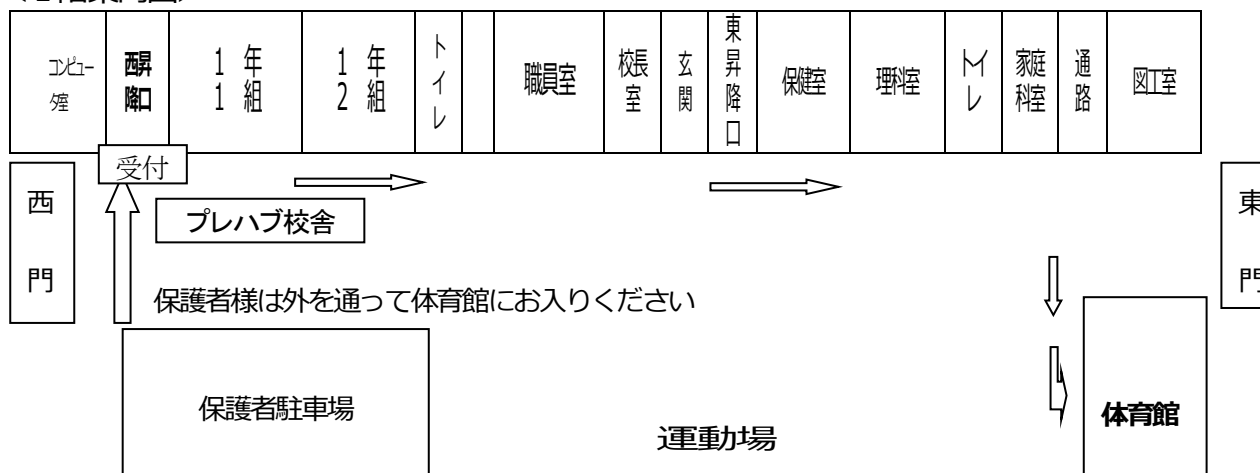 コンピュータ室
西昇降口
1年1組
1年2組
トイレ
職員室
校長室
玄関
東昇降口
保健室
理科室
トイレ
家庭科室
通路
図工室
受付
西門
プレハブ校舎
東門
保護者様は外を通って体育館にお入りください
保護者駐車場
体育館
運動場